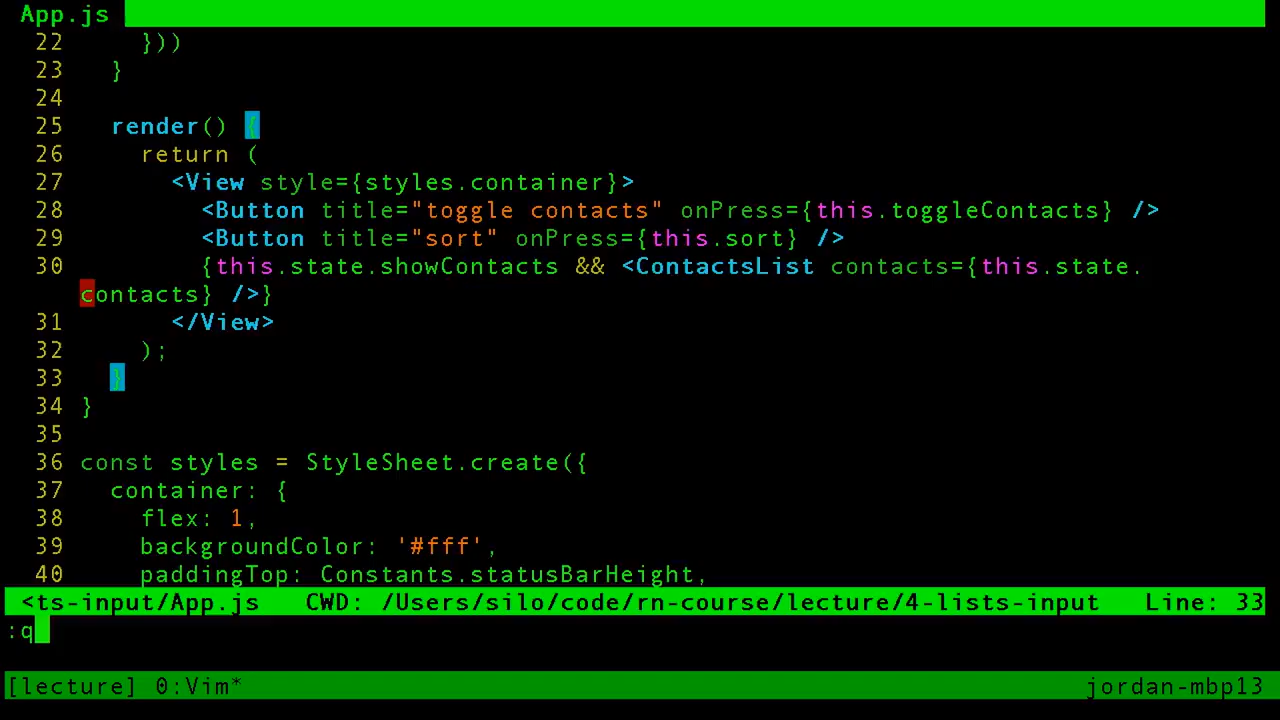 App.js
22     }))
23   }
24
25   render() {
26     return (
27       <View style={styles.container}>
28         <Button title="toggle contacts" onPress={this.toggleContacts} />
29         <Button title="sort" onPress={this.sort} />
30         {this.state.showContacts && <ContactsList contacts={this.state.
contacts} />}
31       </View>
32     );
33   }
34 }
35
36 const styles = StyleSheet.create({
37   container: {
38     flex: 1,
39     backgroundColor: '#fff',
40     paddingTop: Constants.statusBarHeight,
<ts-input/App.js   CWD: /Users/silo/code/rn-course/lecture/4-lists-input   Line: 33
:q
[lecture] 0:Vim* jordan-mbp13